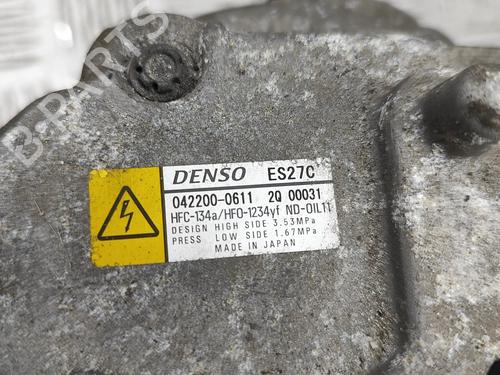 B-PARTS
DENSO ES27C
042200-0611 2Q 00031
HFC-134a/HFO-1234yf ND-OIL11
DESIGN HIGH SIDE 3.53MPa
PRESS LOW SIDE 1.67MPa
MADE IN JAPAN